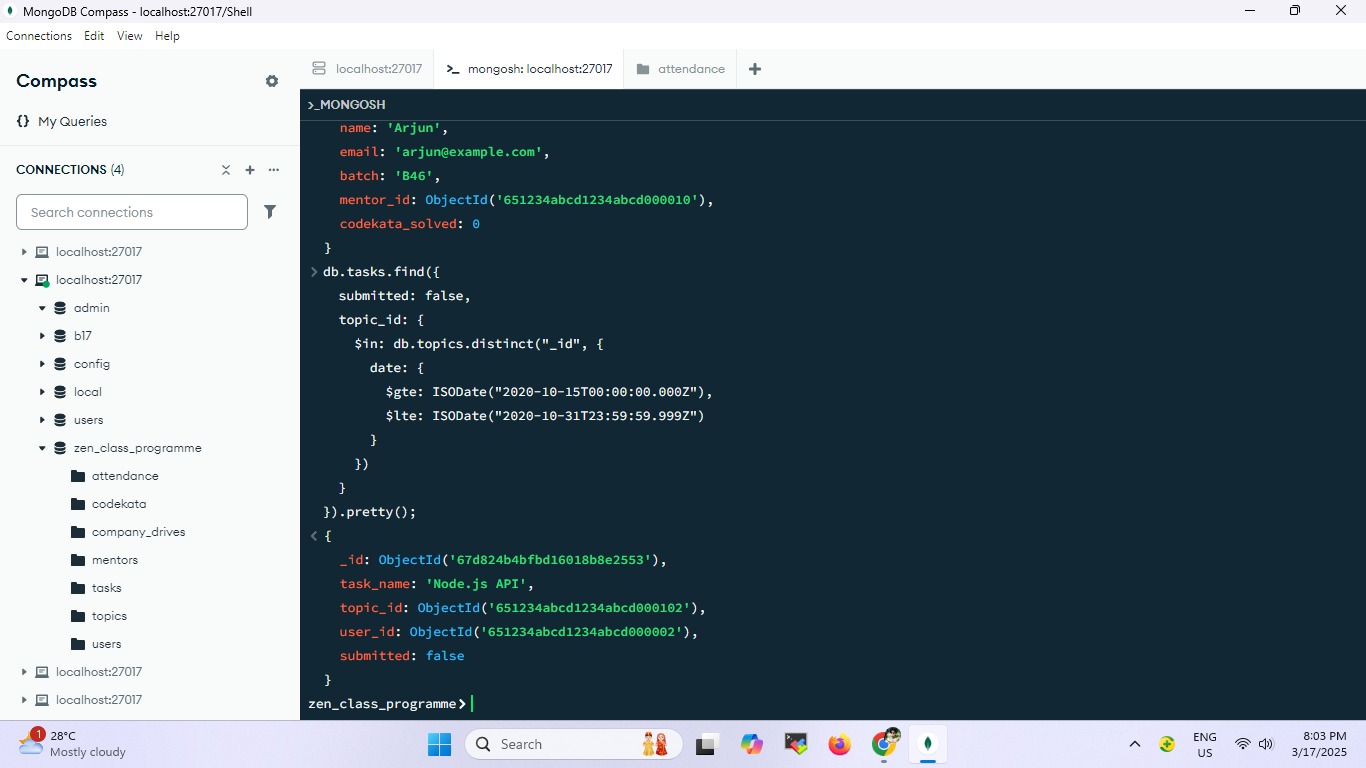 MongoDB Compass - localhost:27017/Shell
Connections Edit View Help
Compass
{} My Queries
CONNECTIONS (4)
Search connections
localhost:27017
localhost:27017
admin
b17
config
local
users
zen_class_programme
attendance
codekata
company_drives
mentors
tasks
topics
users
localhost:27017
localhost:27017
localhost:27017
>_ mongosh: localhost:27017
attendance
+
>_MONGOSH
name: 'Arjun',
email: 'arjun@example.com',
batch: 'B46',
mentor_id: ObjectId('651234abcd1234abcd000010'),
codekata_solved: 0
}
> db.tasks.find({
submitted: false,
topic_id: {
$in: db.topics.distinct("_id", {
date: {
$gte: ISODate("2020-10-15T00:00:00.000Z"),
$lte: ISODate("2020-10-31T23:59:59.999Z")
}
})
}
}).pretty();
< {
_id: ObjectId('67d824b4bfbd16018b8e2553'),
task_name: 'Node.js API',
topic_id: ObjectId('651234abcd1234abcd000102'),
user_id: ObjectId('651234abcd1234abcd000002'),
submitted: false
}
zen_class_programme>
1
28°C
Mostly cloudy
Search
ENG
US
8:03 PM
3/17/2025